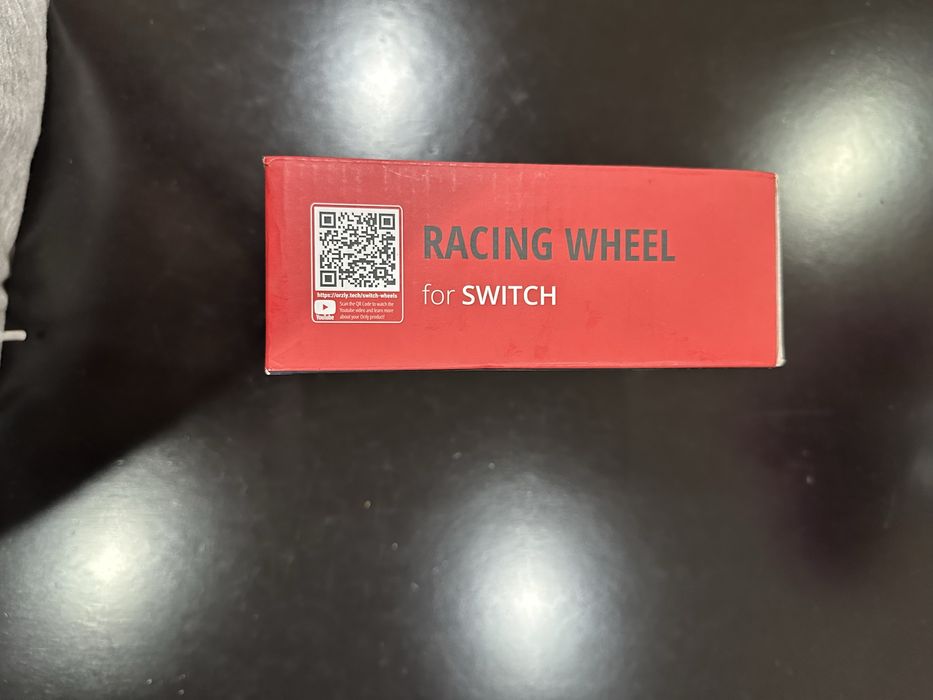 RACING WHEEL
for SWITCH
https://orzly.tech/switch-wheels
YouTube
Scan the QR Code to watch the
Youtube video and learn more
about your Orzly product!